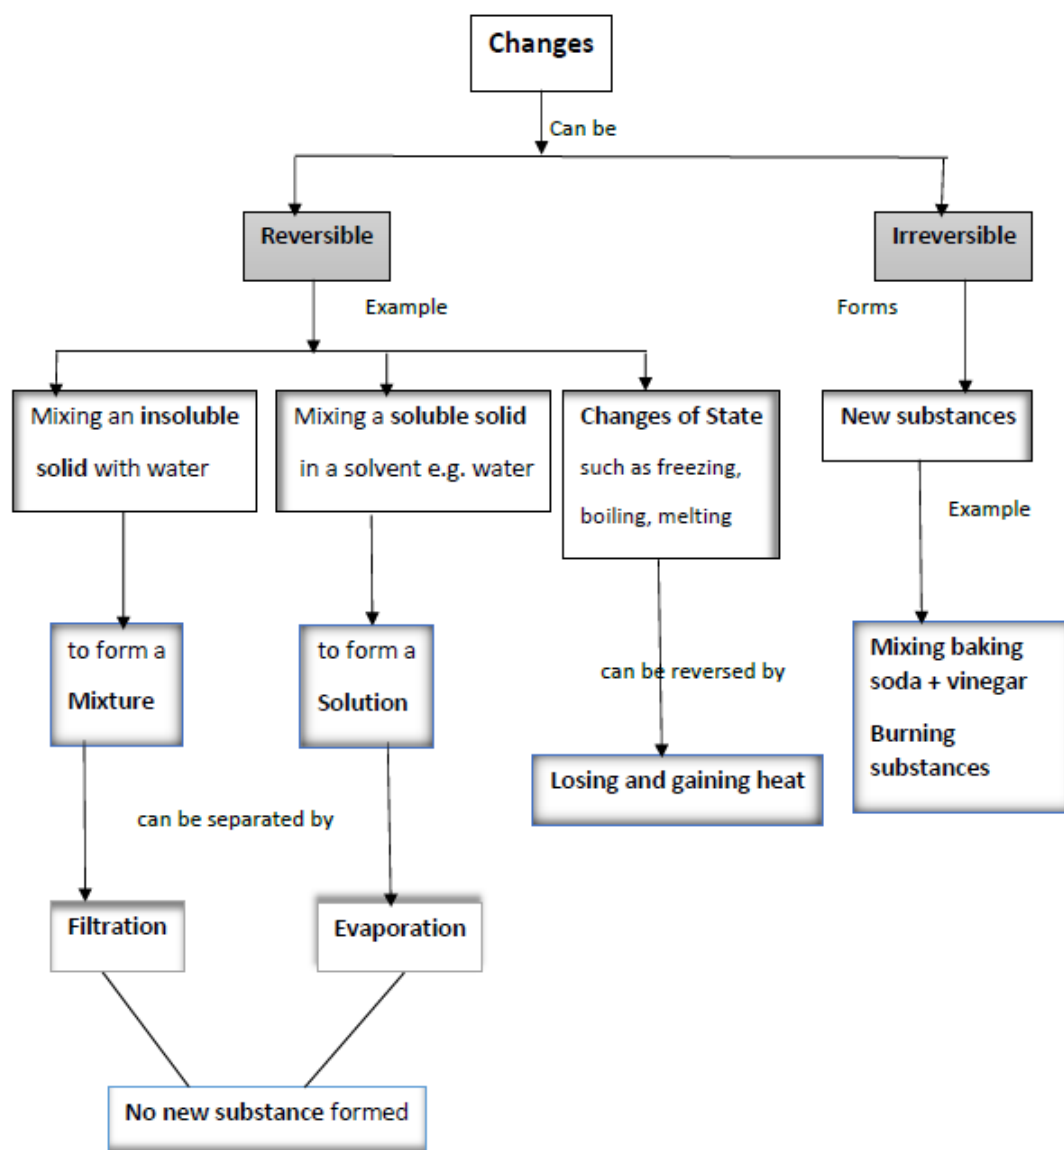 Changes
Can be
Reversible
Irreversible
Example
Forms
Mixing an insoluble
solid with water
Mixing a soluble solid
in a solvent e.g. water
Changes of State
such as freezing,
boiling, melting
New substances
Example
to form a
Mixture
to form a
Solution
can be reversed by
Mixing baking
soda + vinegar
Burning
substances
Losing and gaining heat
can be separated by
Filtration
Evaporation
No new substance formed